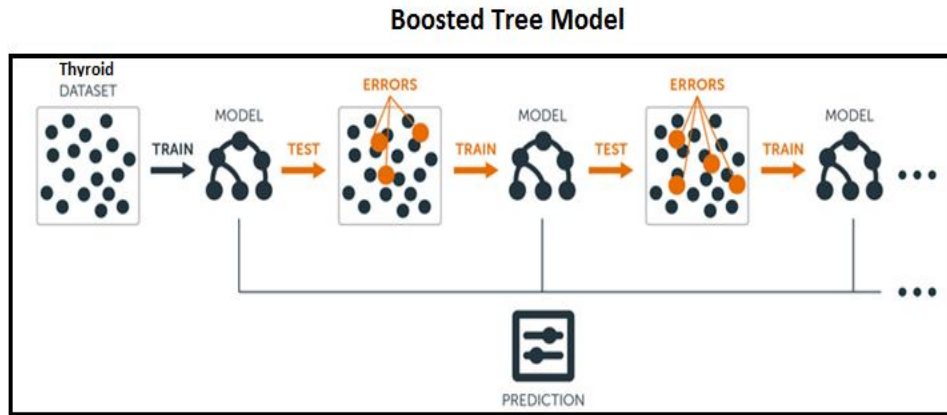 Boosted Tree Model
Thyroid
DATASET
MODEL
ERRORS
MODEL
ERRORS
MODEL
TRAIN
TEST
TRAIN
TEST
TRAIN
PREDICTION